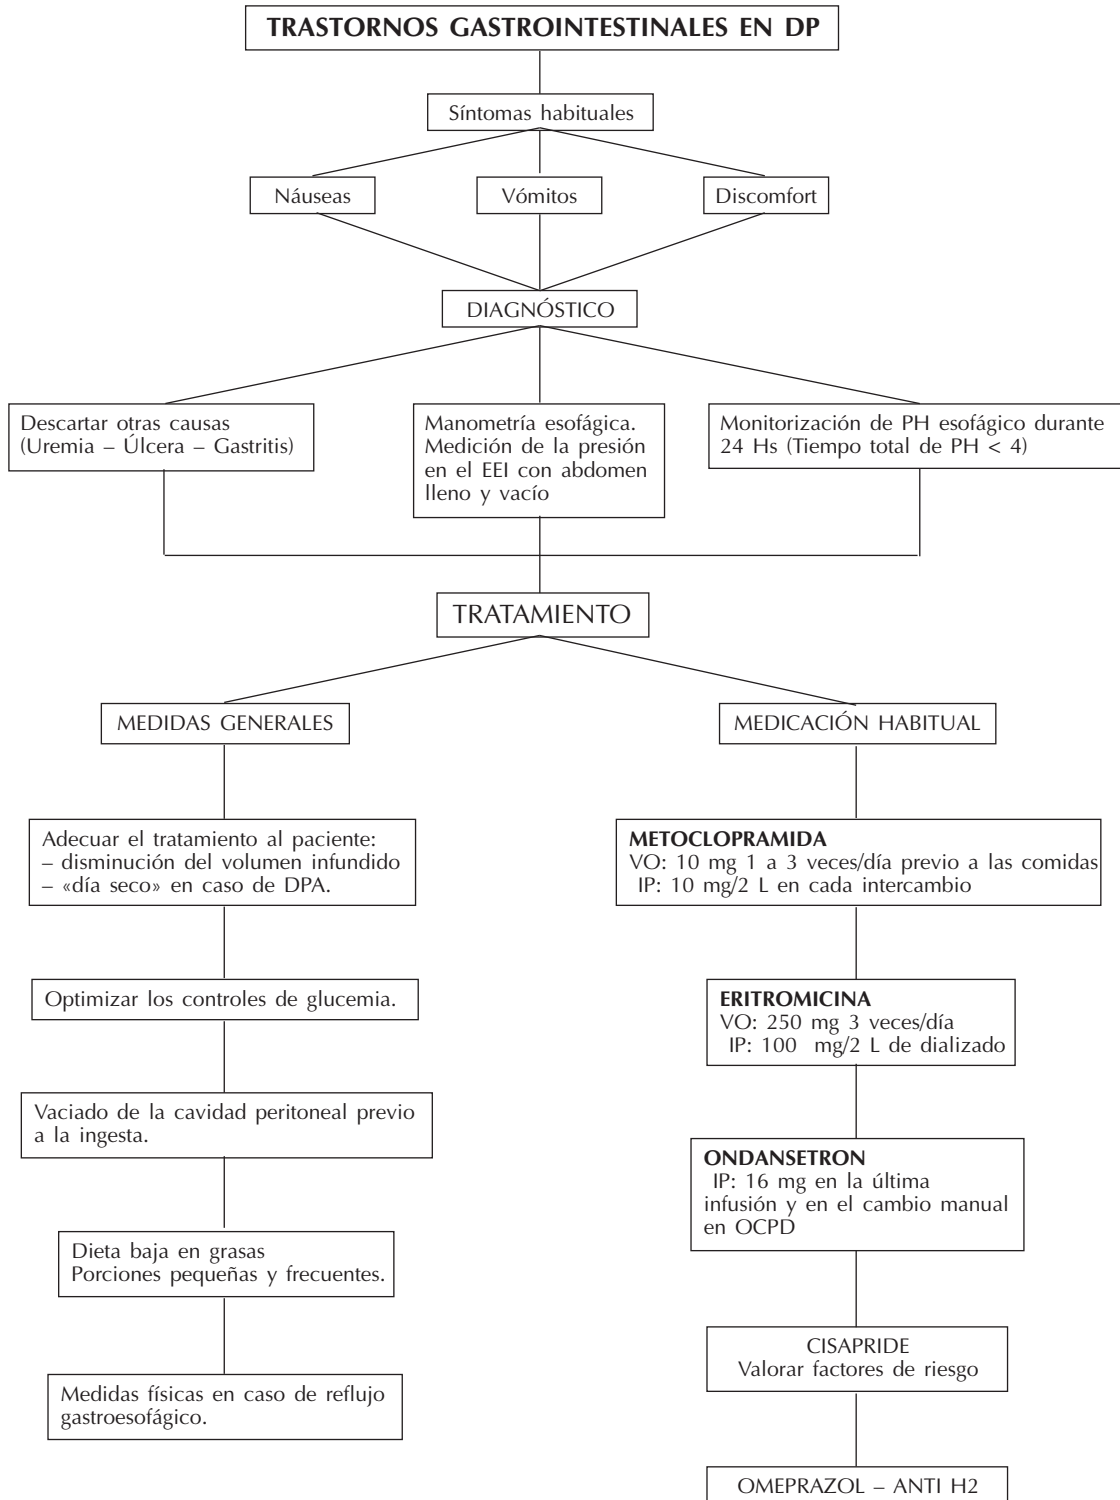 TRASTORNOS GASTROINTESTINALES EN DP
Síntomas habituales
Náuseas
Vómitos
Discomfort
DIAGNÓSTICO
Descartar otras causas
(Uremia – Úlcera – Gastritis)
Manometría esofágica.
Medición de la presión
en el EEI con abdomen
lleno y vacío
Monitorización de PH esofágico durante
24 Hs (Tiempo total de PH < 4)
TRATAMIENTO
MEDIDAS GENERALES
Adecuar el tratamiento al paciente:
– disminución del volumen infundido
– «día seco» en caso de DPA.
Optimizar los controles de glucemia.
Vaciado de la cavidad peritoneal previo
a la ingesta.
Dieta baja en grasas
Porciones pequeñas y frecuentes.
Medidas físicas en caso de reflujo
gastroesofágico.
MEDICACIÓN HABITUAL
METOCLOPRAMIDA
VO: 10 mg 1 a 3 veces/día previo a las comidas
IP: 10 mg/2 L en cada intercambio
ERITROMICINA
VO: 250 mg 3 veces/día
IP: 100 mg/2 L de dializado
ONDANSETRON
IP: 16 mg en la última
infusión y en el cambio manual
en OCPD
CISAPRIDE
Valorar factores de riesgo
OMEPRAZOL – ANTI H2